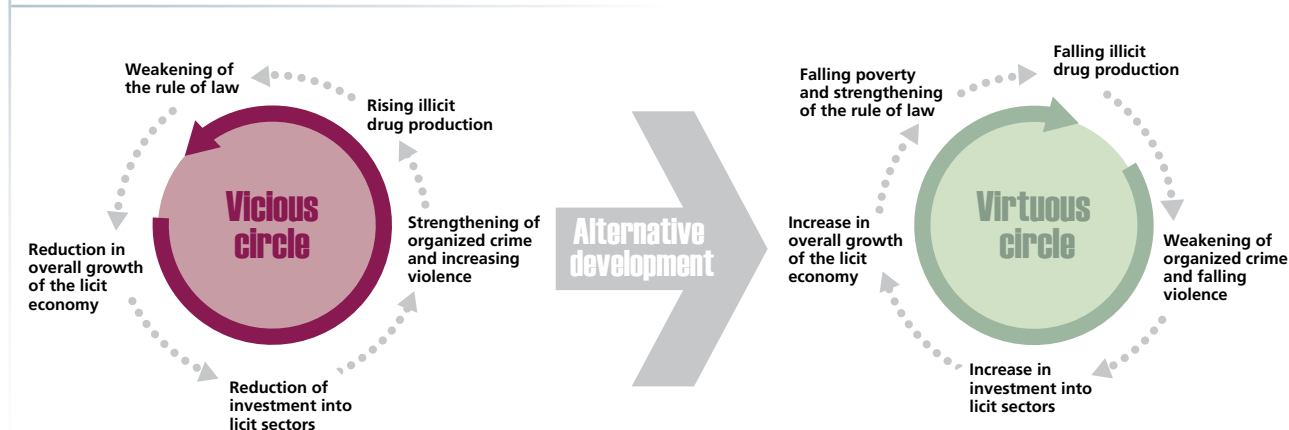 Weakening of
the rule of law
Rising illicit
drug production
Vicious
circle
Strengthening of
organized crime
and increasing
violence
Reduction in
overall growth
of the licit
economy
Reduction of
investment into
licit sectors
Alternative
development
Falling illicit
drug production
Falling poverty
and strengthening
of the rule of law
Virtuous
circle
Increase in
overall growth
of the licit
economy
Weakening of
organized crime
and falling
violence
Increase in
investment into
licit sectors